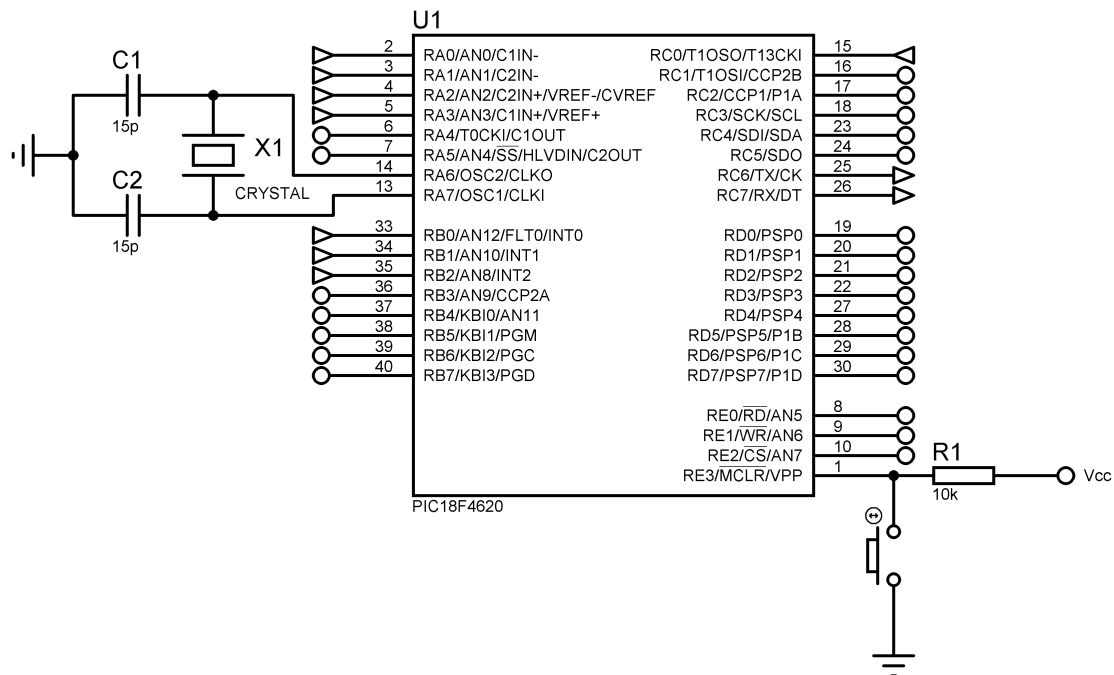 U1
C1
15p
X1
CRYSTAL
C2
15p
2 RA0/AN0/C1IN-
3 RA1/AN1/C2IN-
4 RA2/AN2/C2IN+/VREF-/CVREF
5 RA3/AN3/C1IN+/VREF+
6 RA4/T0CKI/C1OUT
7 RA5/AN4/SS/HLVDIN/C2OUT
14 RA6/OSC2/CLKO
13 RA7/OSC1/CLKI
33 RB0/AN12/FLT0/INT0
34 RB1/AN10/INT1
35 RB2/AN8/INT2
36 RB3/AN9/CCP2A
37 RB4/KBI0/AN11
38 RB5/KBI1/PGM
39 RB6/KBI2/PGC
40 RB7/KBI3/PGD
RC0/T1OSO/T13CKI 15
RC1/T1OSI/CCP2B 16
RC2/CCP1/P1A 17
RC3/SCK/SCL 18
RC4/SDI/SDA 23
RC5/SDO 24
RC6/TX/CK 25
RC7/RX/DT 26
RD0/PSP0 19
RD1/PSP1 20
RD2/PSP2 21
RD3/PSP3 22
RD4/PSP4 27
RD5/PSP5/P1B 28
RD6/PSP6/P1C 29
RD7/PSP7/P1D 30
RE0/RD/AN5 8
RE1/WR/AN6 9
RE2/CS/AN7 10
RE3/MCLR/VPP 1
R1
10k
Vcc
PIC18F4620